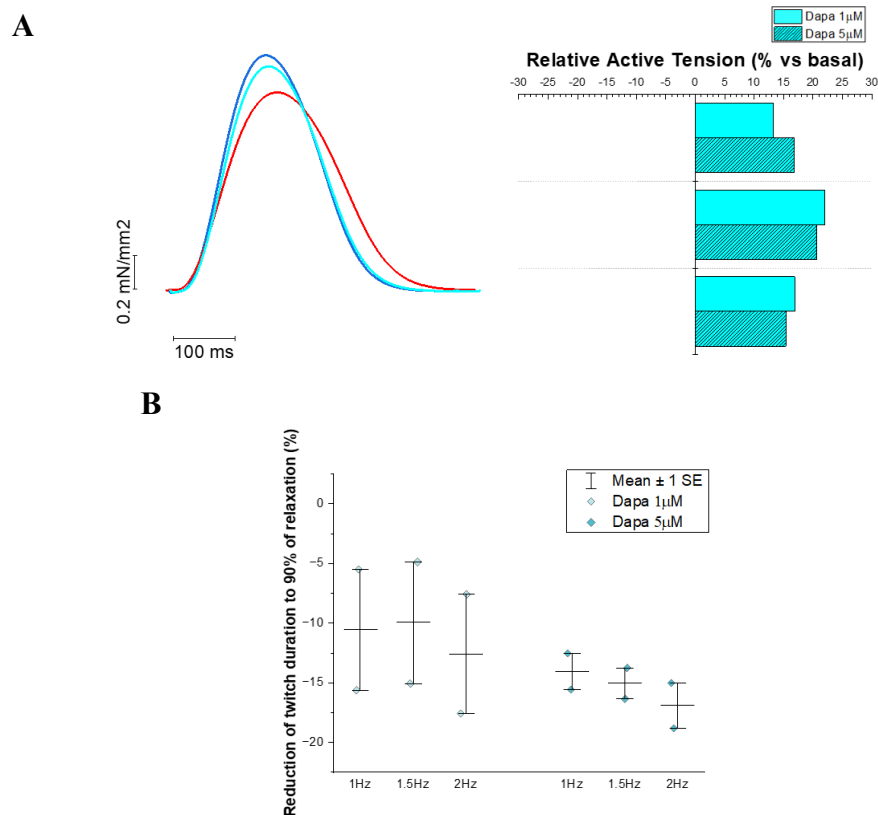 A
Dapa 1μM
Dapa 5μM
Relative Active Tension (% vs basal)
-30 -25 -20 -15 -10 -5 0 5 10 15 20 25 30
0.2 mN/mm2
100 ms
B
Reduction of twitch duration to 90% of relaxation (%)
Mean ± 1 SE
Dapa 1μM
Dapa 5μM
0
−5
−10
−15
−20
1Hz 1.5Hz 2Hz 1Hz 1.5Hz 2Hz